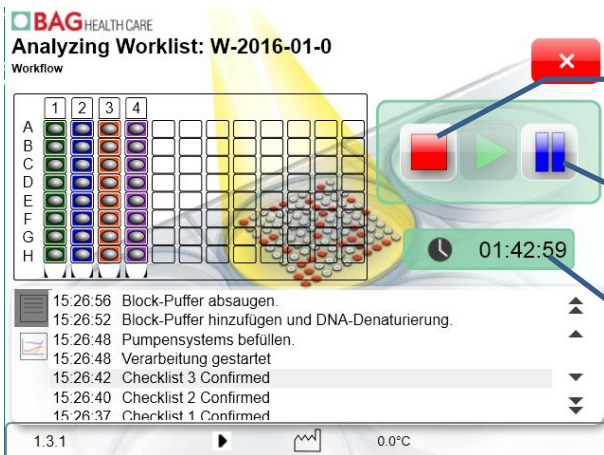 BAG HEALTH CARE
Analyzing Worklist: W-2016-01-0
Workflow
1 2 3 4
A
B
C
D
E
F
G
H
01:42:59
15:26:56 Block-Puffer absaugen.
15:26:52 Block-Puffer hinzufügen und DNA-Denaturierung.
15:26:48 Pumpensystems befüllen.
15:26:48 Verarbeitung gestartet
15:26:42 Checklist 3 Confirmed
15:26:40 Checklist 2 Confirmed
15:26:37 Checklist 1 Confirmed
1.3.1 0.0°C